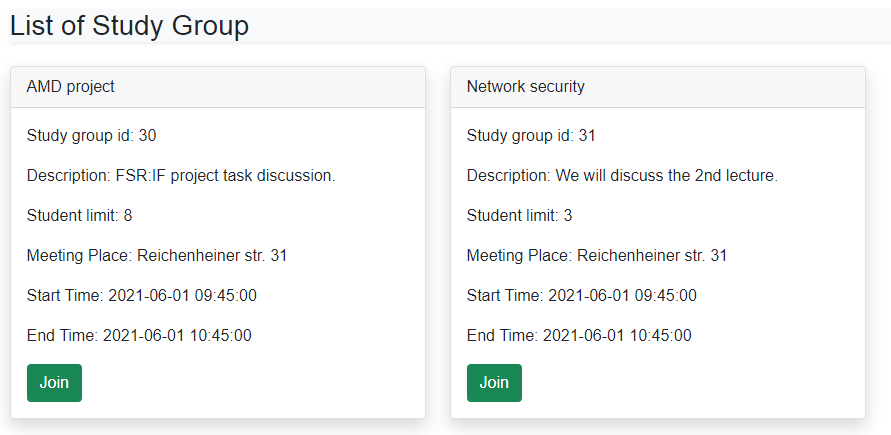 List of Study Group
AMD project
Study group id: 30
Description: FSR:IF project task discussion.
Student limit: 8
Meeting Place: Reichenheiner str. 31
Start Time: 2021-06-01 09:45:00
End Time: 2021-06-01 10:45:00
Join
Network security
Study group id: 31
Description: We will discuss the 2nd lecture.
Student limit: 3
Meeting Place: Reichenheiner str. 31
Start Time: 2021-06-01 09:45:00
End Time: 2021-06-01 10:45:00
Join